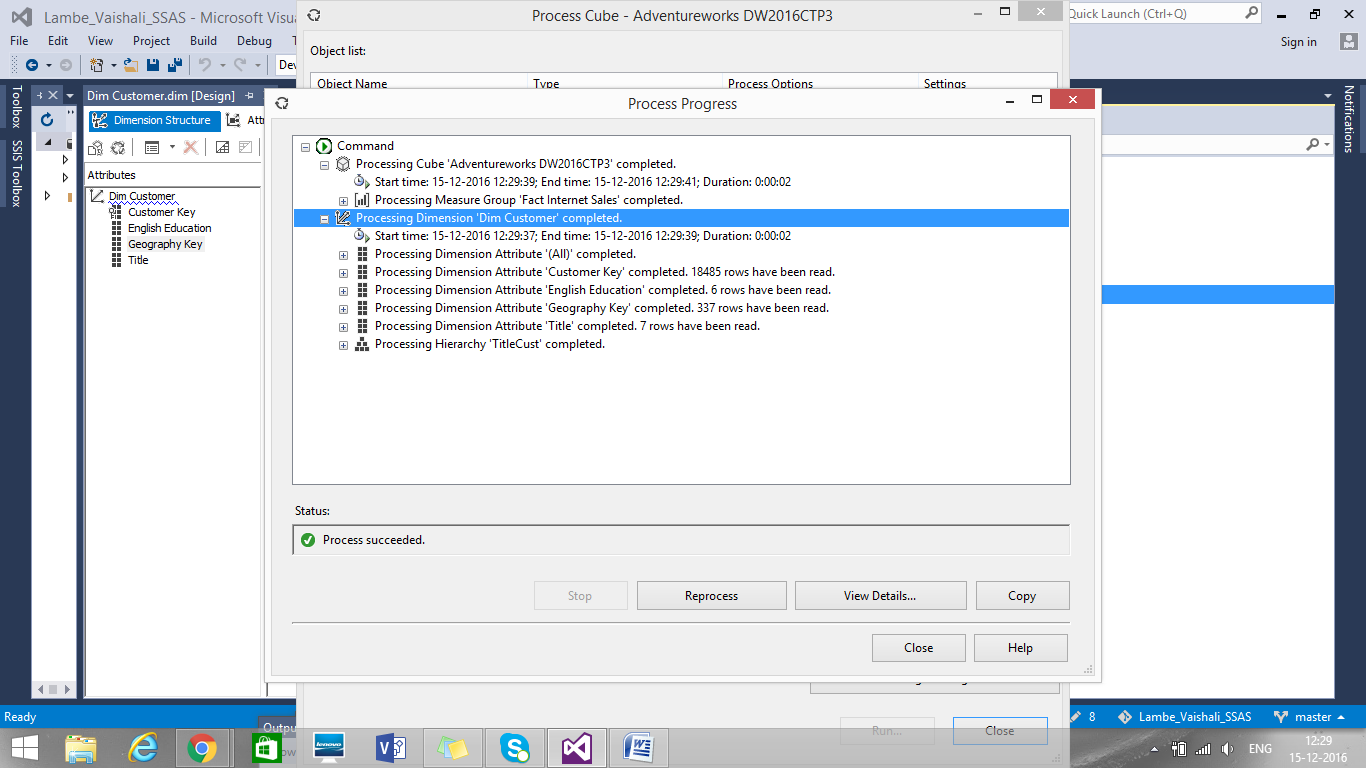 Lambe_Vaishali_SSAS - Microsoft Visu
Process Cube - Adventureworks DW2016CTP3
Quick Launch (Ctrl+Q)
File Edit View Project Build Debug
Sign in
Object list:
Object Name Type Process Options Settings
Toolbox
SSIS Toolbox
Notifications
Dim Customer.dim [Design]
Dimension Structure
Attributes
Dim Customer
Customer Key
English Education
Geography Key
Title
Process Progress
Command
Processing Cube 'Adventureworks DW2016CTP3' completed.
Start time: 15-12-2016 12:29:39; End time: 15-12-2016 12:29:41; Duration: 0:00:02
Processing Measure Group 'Fact Internet Sales' completed.
Processing Dimension 'Dim Customer' completed.
Start time: 15-12-2016 12:29:37; End time: 15-12-2016 12:29:39; Duration: 0:00:02
Processing Dimension Attribute '(All)' completed.
Processing Dimension Attribute 'Customer Key' completed. 18485 rows have been read.
Processing Dimension Attribute 'English Education' completed. 6 rows have been read.
Processing Dimension Attribute 'Geography Key' completed. 337 rows have been read.
Processing Dimension Attribute 'Title' completed. 7 rows have been read.
Processing Hierarchy 'TitleCust' completed.
Status:
Process succeeded.
Stop Reprocess View Details... Copy
Close Help
Run... Close
Ready
Outpu
8 Lambe_Vaishali_SSAS master
lenovo
ENG
12:29
15-12-2016